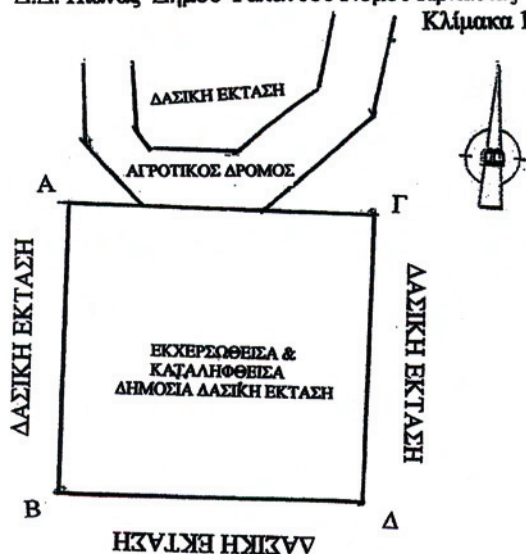 Κλίμακα 1
ΔΑΣΙΚΗ ΕΚΤΑΣΗ
ΑΓΡΟΤΙΚΟΣ ΔΡΟΜΟΣ
Α
Γ
ΔΑΣΙΚΗ ΕΚΤΑΣΗ
ΕΚΧΕΡΣΩΘΕΙΣΑ &
ΚΑΤΑΛΗΦΘΕΙΣΑ
ΔΗΜΟΣΙΑ ΔΑΣΙΚΗ ΕΚΤΑΣΗ
ΔΑΣΙΚΗ ΕΚΤΑΣΗ
Β
Δ
ΔΑΣΙΚΗ ΕΚΤΑΣΗ